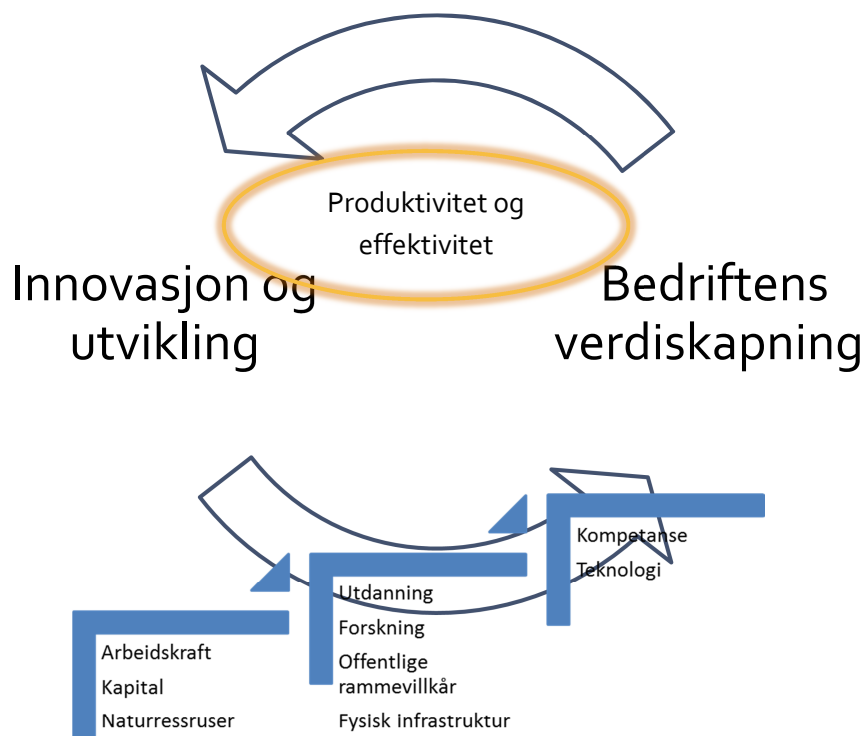 Produktivitet og
effektivitet
Innovasjon og
utvikling
Bedriftens
verdiskapning
Kompetanse
Teknologi
Utdanning
Forskning
Offentlige
rammevillkår
Fysisk infrastruktur
Arbeidskraft
Kapital
Naturressruser